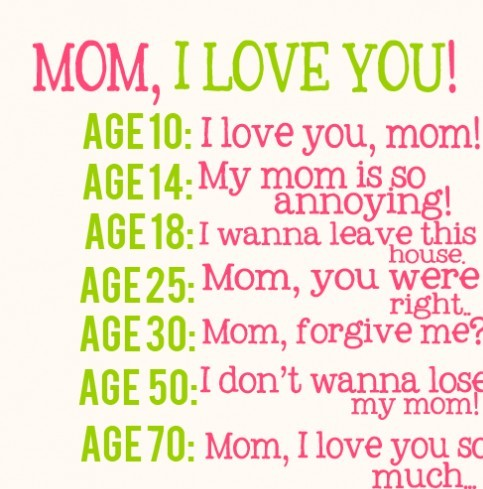 MOM, I LOVE YOU!
AGE 10: I love you, mom!
AGE 14: My mom is so
annoying!
AGE 18: I wanna leave this
house.
AGE 25: Mom, you were
right..
AGE 30: Mom, forgive me?
AGE 50: I don't wanna lose
my mom!
AGE 70: Mom, I love you so
much...